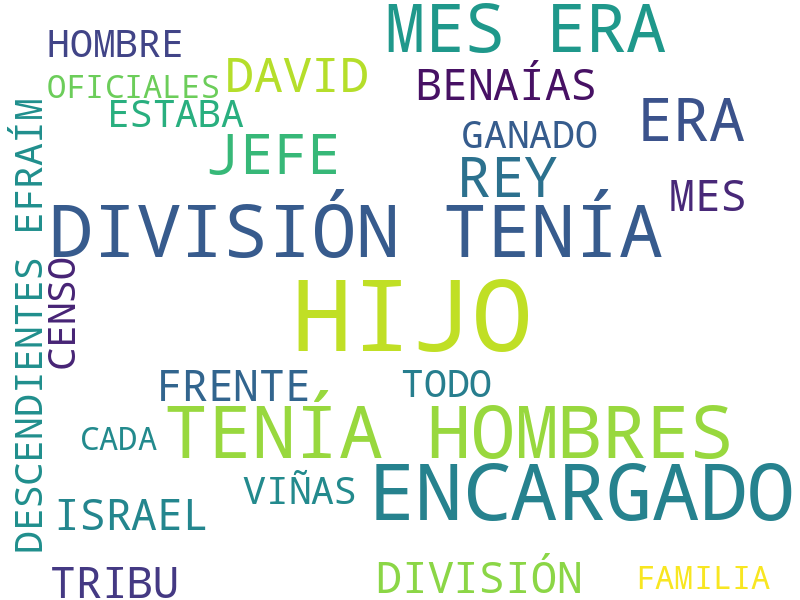 MES ERA
HOMBRE
DAVID
OFICIALES
BENAÍAS
ESTABA
ERA
GANADO
JEFE
REY
MES
DIVISIÓN TENÍA
DESCENDIENTES EFRAÍM
CENSO
HIJO
FRENTE
TODO
TENÍA HOMBRES
CADA
ENCARGADO
VIÑAS
ISRAEL
TRIBU
DIVISIÓN
FAMILIA